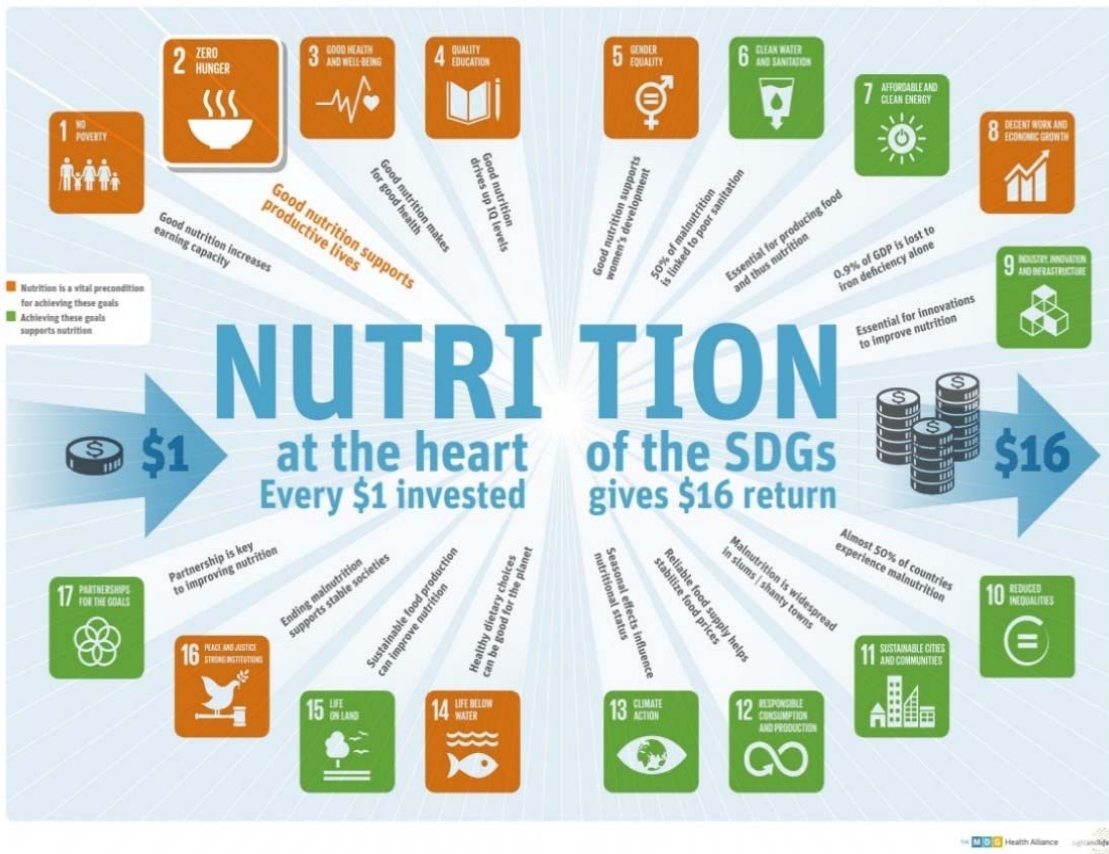 1 NO
POVERTY
2 ZERO
HUNGER
3 GOOD HEALTH
AND WELL-BEING
4 QUALITY
EDUCATION
5 GENDER
EQUALITY
6 CLEAN WATER
AND SANITATION
7 AFFORDABLE AND
CLEAN ENERGY
8 DECENT WORK AND
ECONOMIC GROWTH
9 INDUSTRY, INNOVATION
AND INFRASTRUCTURE
Good nutrition increases
earning capacity
Good nutrition supports
productive lives
Good nutrition makes
for good health
Good nutrition
drives up IQ levels
Good nutrition supports
women's development
50% of malnutrition
is linked to poor sanitation
Essential for producing food
and thus nutrition
0.9% of GDP is lost to
iron deficiency alone
Essential for innovations
to improve nutrition
Nutrition is a vital precondition
for achieving these goals
Achieving these goals
supports nutrition
NUTRITION
at the heart of the SDGs
Every $1 invested gives $16 return
$ $1
$ $ $ $16
Partnership is key
to improving nutrition
Ending malnutrition
supports stable societies
Sustainable food production
can improve nutrition
Healthy dietary choices
can be good for the planet
Seasonal effects influence
nutritional status
Reliable food supply helps
stabilize food prices
Malnutrition is widespread
in slums | shanty towns
Almost 50% of countries
experience malnutrition
17 PARTNERSHIPS
FOR THE GOALS
16 PEACE AND JUSTICE
STRONG INSTITUTIONS
15 LIFE
ON LAND
14 LIFE BELOW
WATER
13 CLIMATE
ACTION
12 RESPONSIBLE
CONSUMPTION
AND PRODUCTION
11 SUSTAINABLE CITIES
AND COMMUNITIES
10 REDUCED
INEQUALITIES
THE MDG Health Alliance
sightandlife